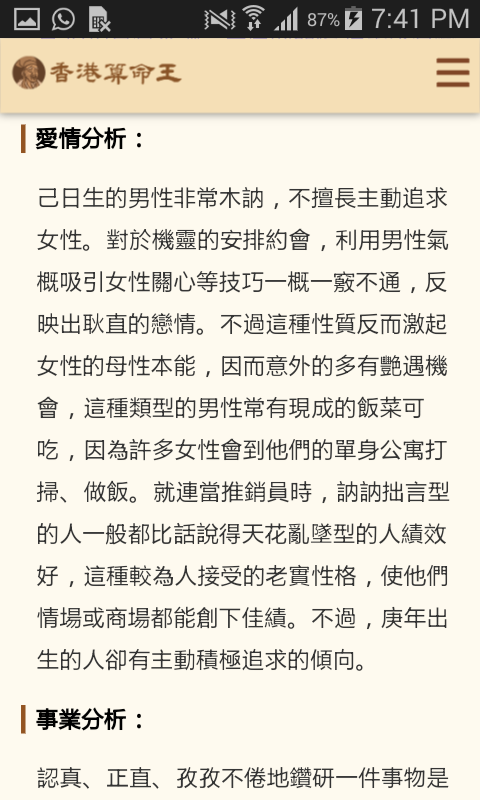 87% 7:41 PM
香港算命王
愛情分析：
己日生的男性非常木訥，不擅長主動追求
女性。對於機靈的安排約會，利用男性氣
概吸引女性關心等技巧一概一竅不通，反
映出耿直的戀情。不過這種性質反而激起
女性的母性本能，因而意外的多有艷遇機
會，這種類型的男性常有現成的飯菜可
吃，因為許多女性會到他們的單身公寓打
掃、做飯。就連當推銷員時，訥訥拙言型
的人一般都比話說得天花亂墜型的人績效
好，這種較為人接受的老實性格，使他們
情場或商場都能創下佳績。不過，庚年出
生的人卻有主動積極追求的傾向。
事業分析：
認真、正直、孜孜不倦地鑽研一件事物是